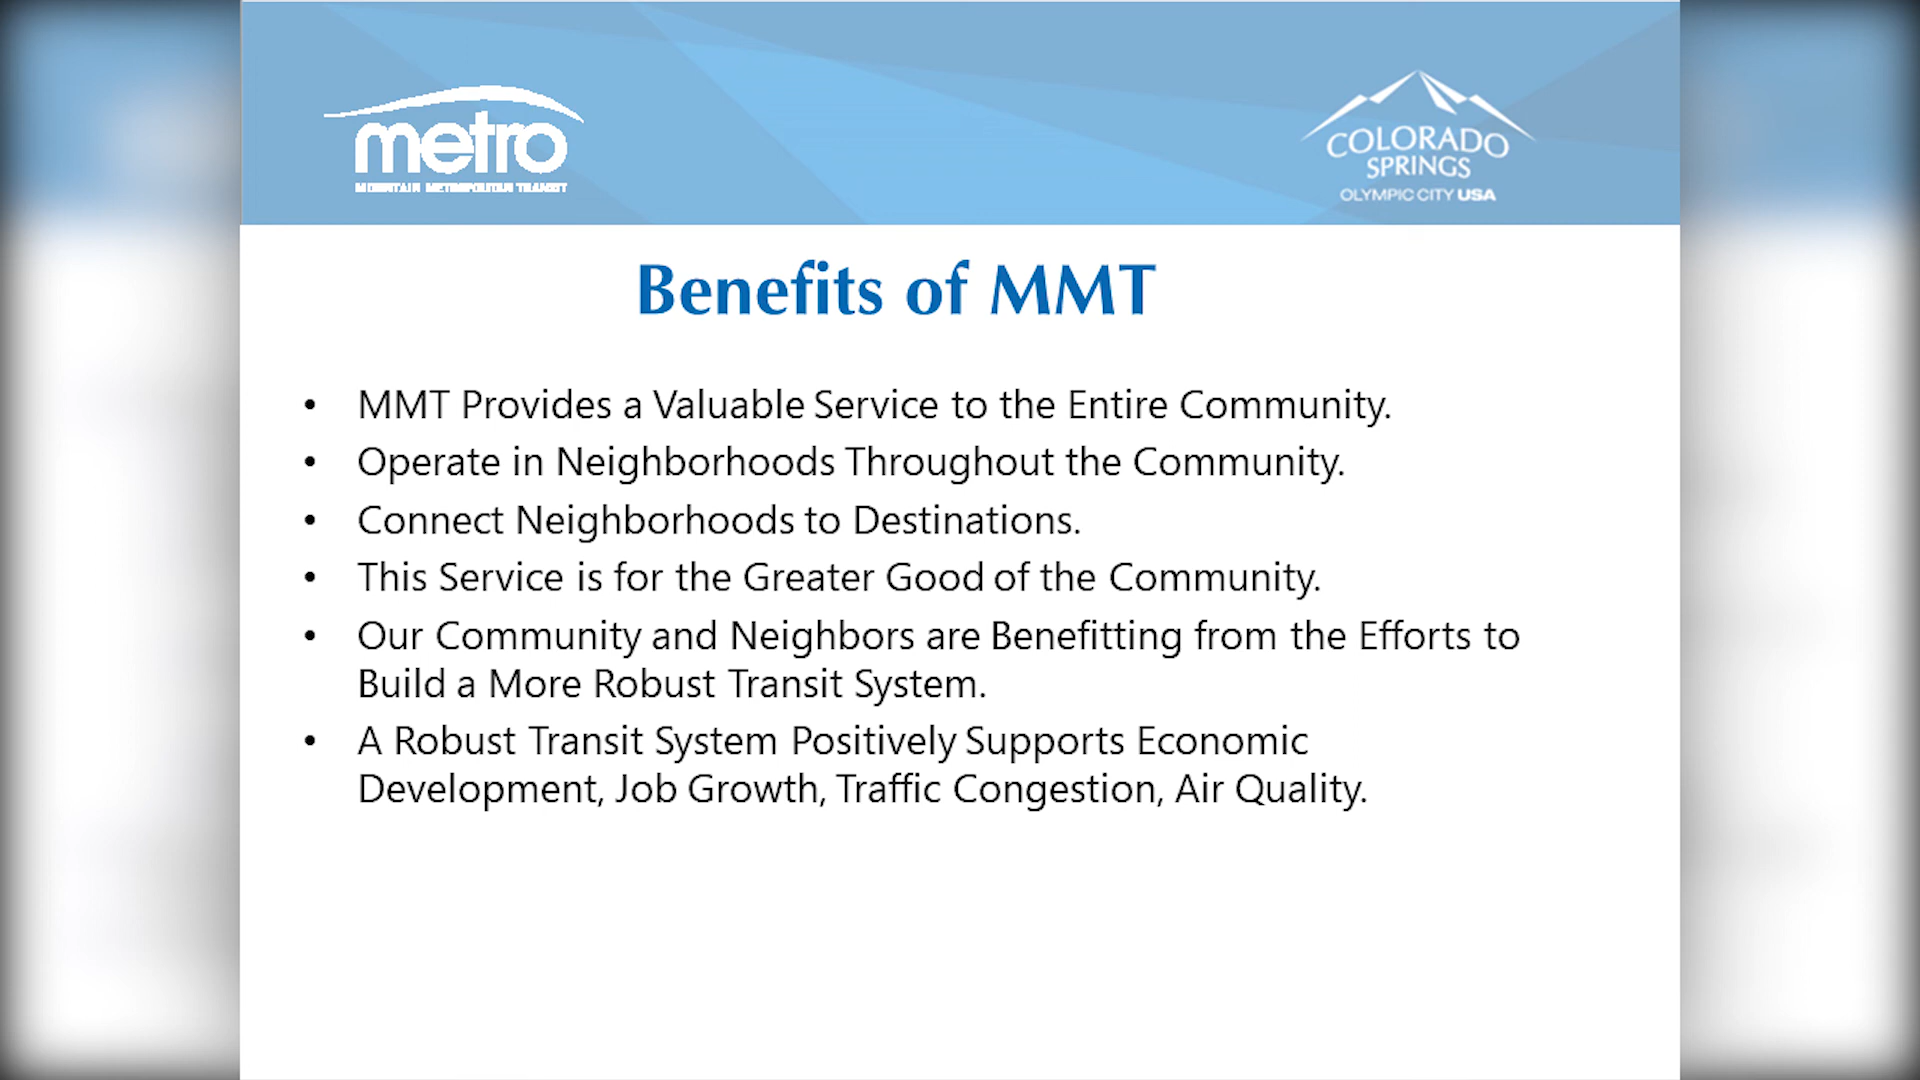 metro
MOUNTAIN METROPOLITAN TRANSIT
COLORADO
SPRINGS
OLYMPIC CITY USA
Benefits of MMT
• MMT Provides a Valuable Service to the Entire Community.
• Operate in Neighborhoods Throughout the Community.
• Connect Neighborhoods to Destinations.
• This Service is for the Greater Good of the Community.
• Our Community and Neighbors are Benefitting from the Efforts to
Build a More Robust Transit System.
• A Robust Transit System Positively Supports Economic
Development, Job Growth, Traffic Congestion, Air Quality.